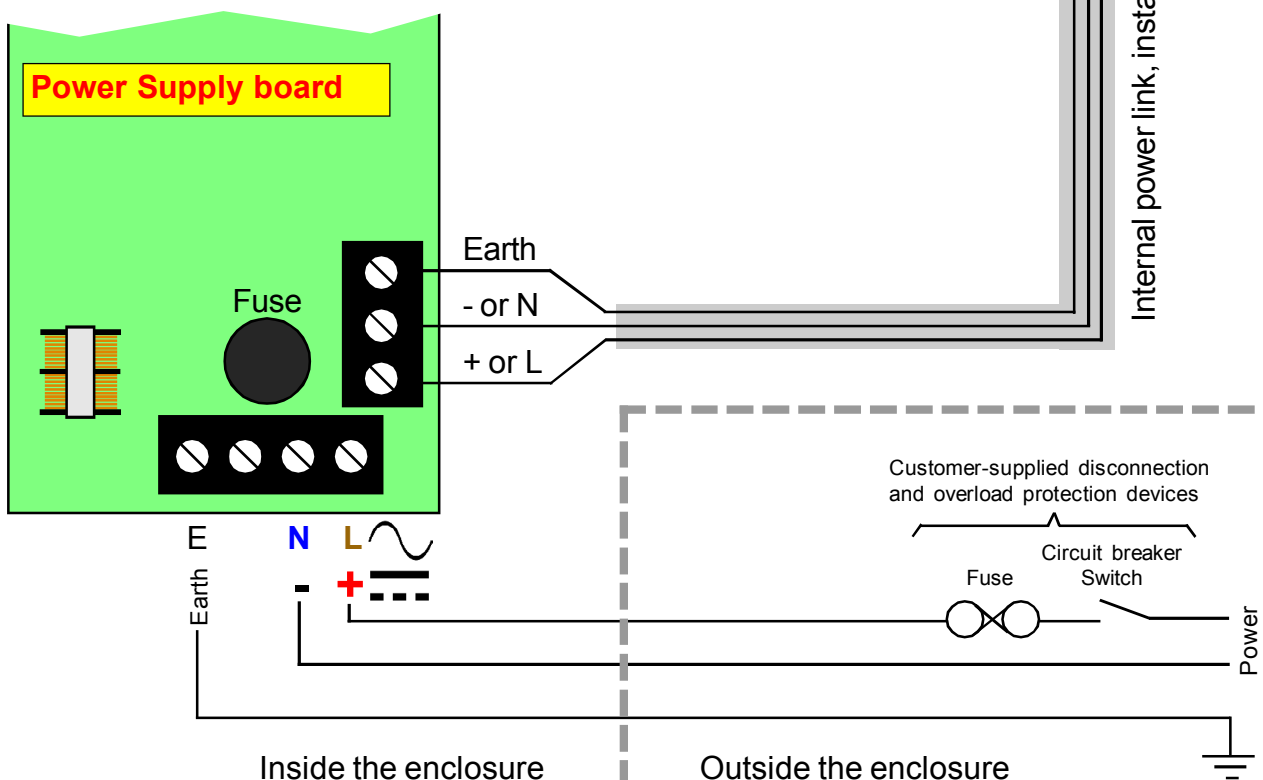 Power Supply board
Internal power link, insta
Earth
- or N
+ or L
Fuse
Customer-supplied disconnection
and overload protection devices
Circuit breaker
Switch
Fuse
E
N
L
Earth
-
+
Power
Inside the enclosure
Outside the enclosure